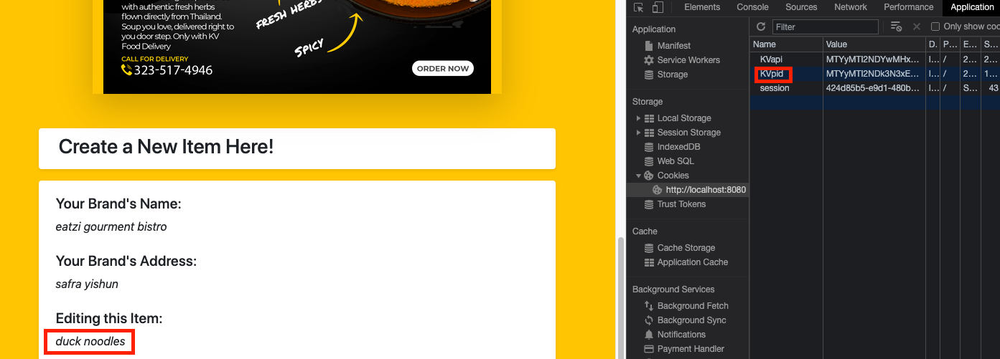 with authentic fresh herbs
flown directly from Thailand.
Soup you love, delivered right to
you door step. Only with KV
Food Delivery
CALL FOR DELIVERY
323-517-4946
FRESH HERBS
SPICY
ORDER NOW
Create a New Item Here!
Your Brand's Name:
eatzi gourment bistro
Your Brand's Address:
safra yishun
Editing this Item:
duck noodles
Elements Console Sources Network Performance Application
Application
Manifest
Service Workers
Storage
Storage
Local Storage
Session Storage
IndexedDB
Web SQL
Cookies
http://localhost:8080
Trust Tokens
Cache
Cache Storage
Application Cache
Background Services
Background Fetch
Background Sync
Notifications
Payment Handler
Filter Only show coo
Name Value D. P... E... S...
KVapi MTYyMTI2NDYwMHx... l... / 2... 2...
KVpid MTYyMTI2NDk3N3xE... l... / 2... 1...
session 424d85b5-e9d1-480b... l... / S... 43